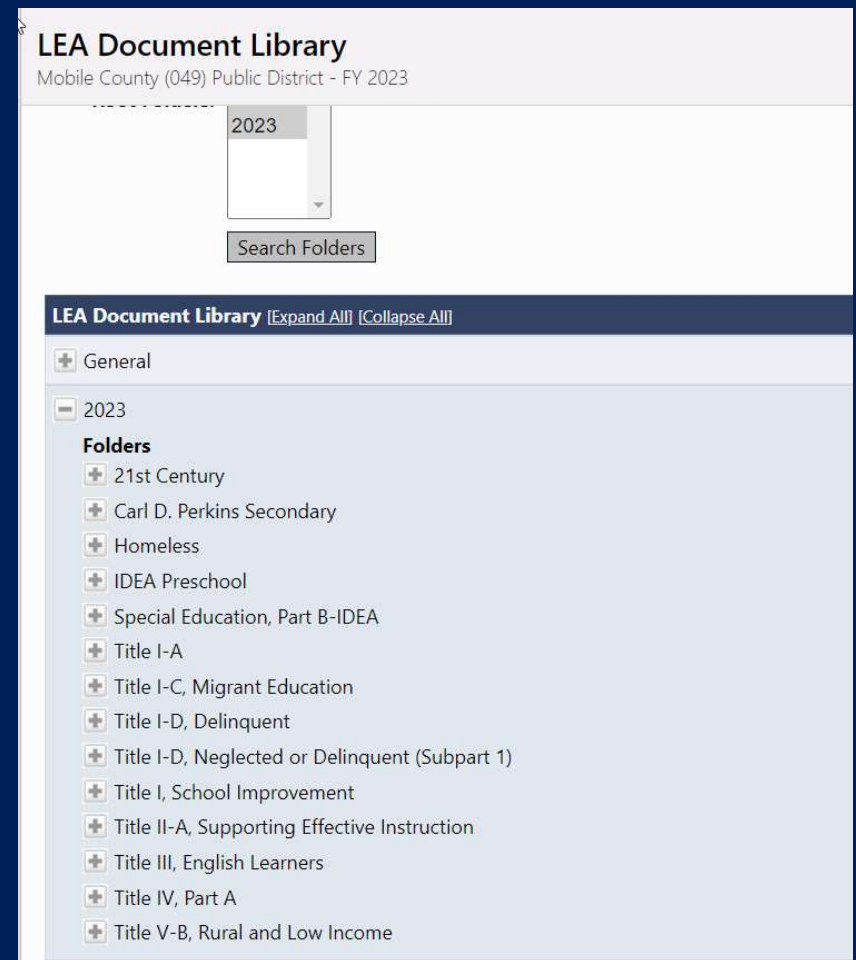 LEA Document Library
Mobile County (049) Public District - FY 2023
2023
Search Folders
LEA Document Library [Expand All] [Collapse All]
General
2023
Folders
21st Century
Carl D. Perkins Secondary
Homeless
IDEA Preschool
Special Education, Part B-IDEA
Title I-A
Title I-C, Migrant Education
Title I-D, Delinquent
Title I-D, Neglected or Delinquent (Subpart 1)
Title I, School Improvement
Title II-A, Supporting Effective Instruction
Title III, English Learners
Title IV, Part A
Title V-B, Rural and Low Income